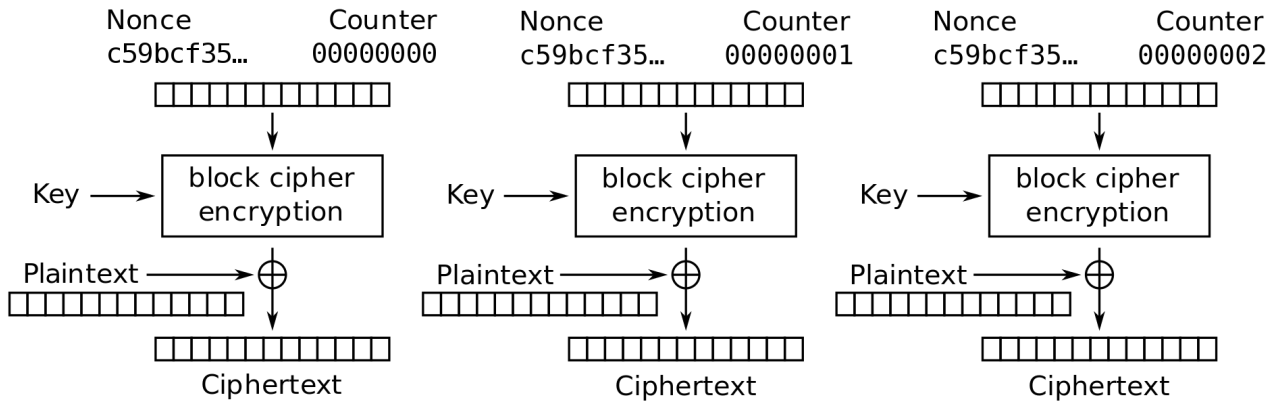 Nonce Counter
c59bcf35… 00000000
Key
block cipher
encryption
Plaintext
Ciphertext
Nonce Counter
c59bcf35… 00000001
Key
block cipher
encryption
Plaintext
Ciphertext
Nonce Counter
c59bcf35… 00000002
Key
block cipher
encryption
Plaintext
Ciphertext